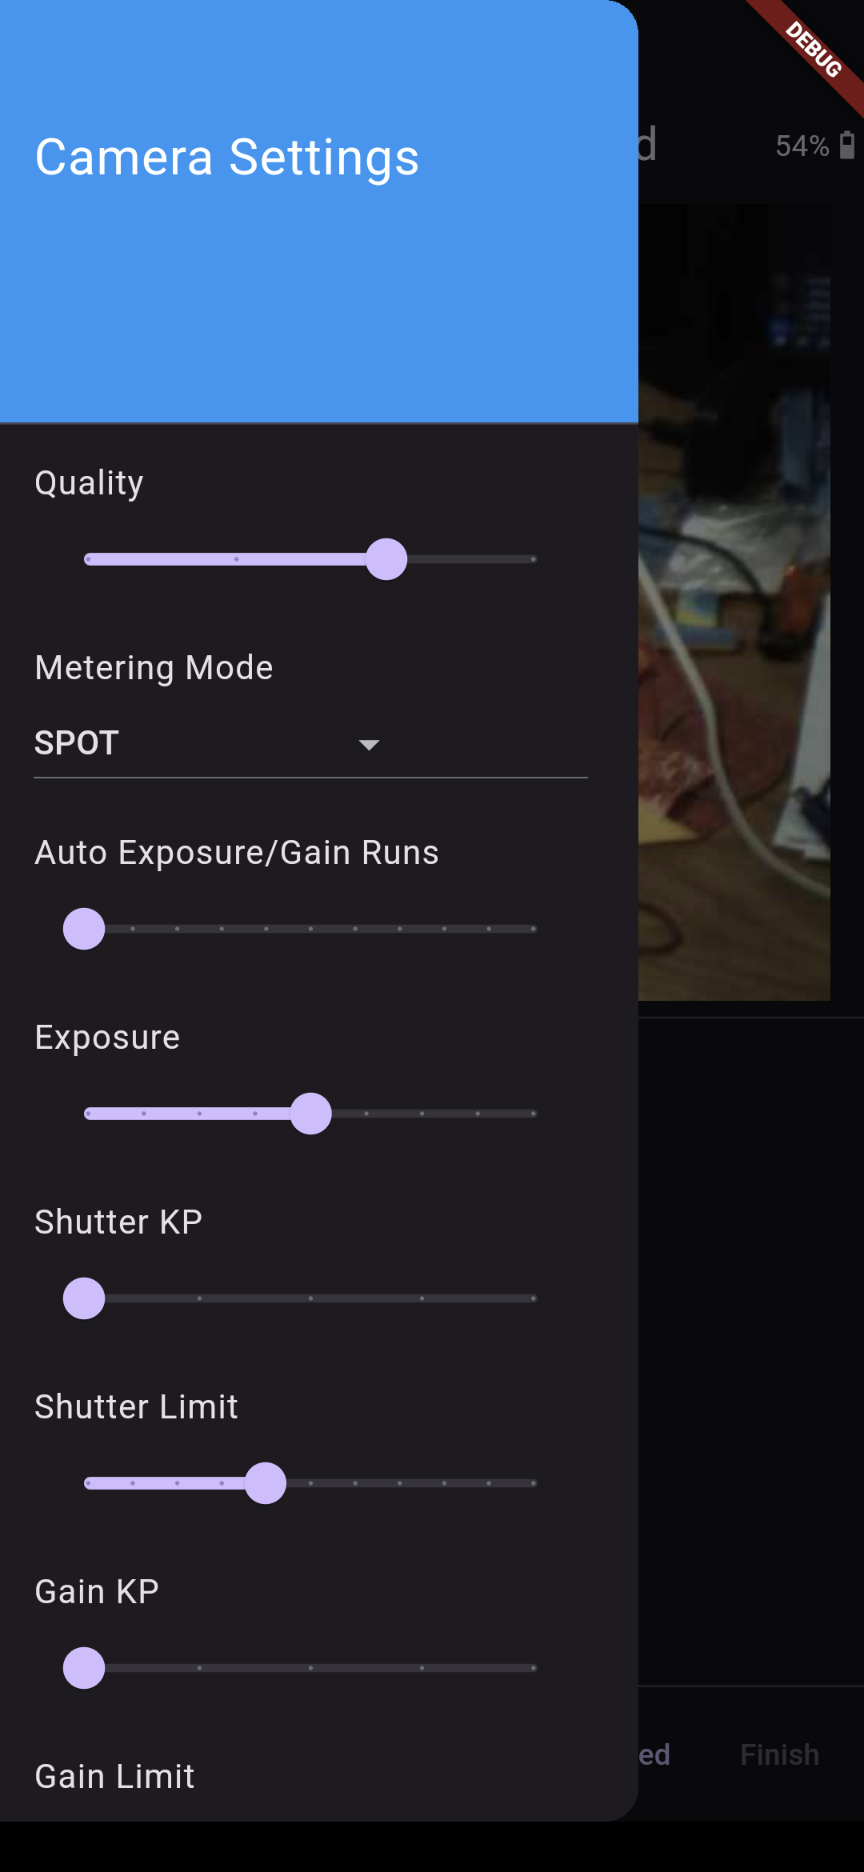 DEBUG
d
54%
Camera Settings
Quality
Metering Mode
SPOT
Auto Exposure/Gain Runs
Exposure
Shutter KP
Shutter Limit
Gain KP
Gain Limit
ed
Finish